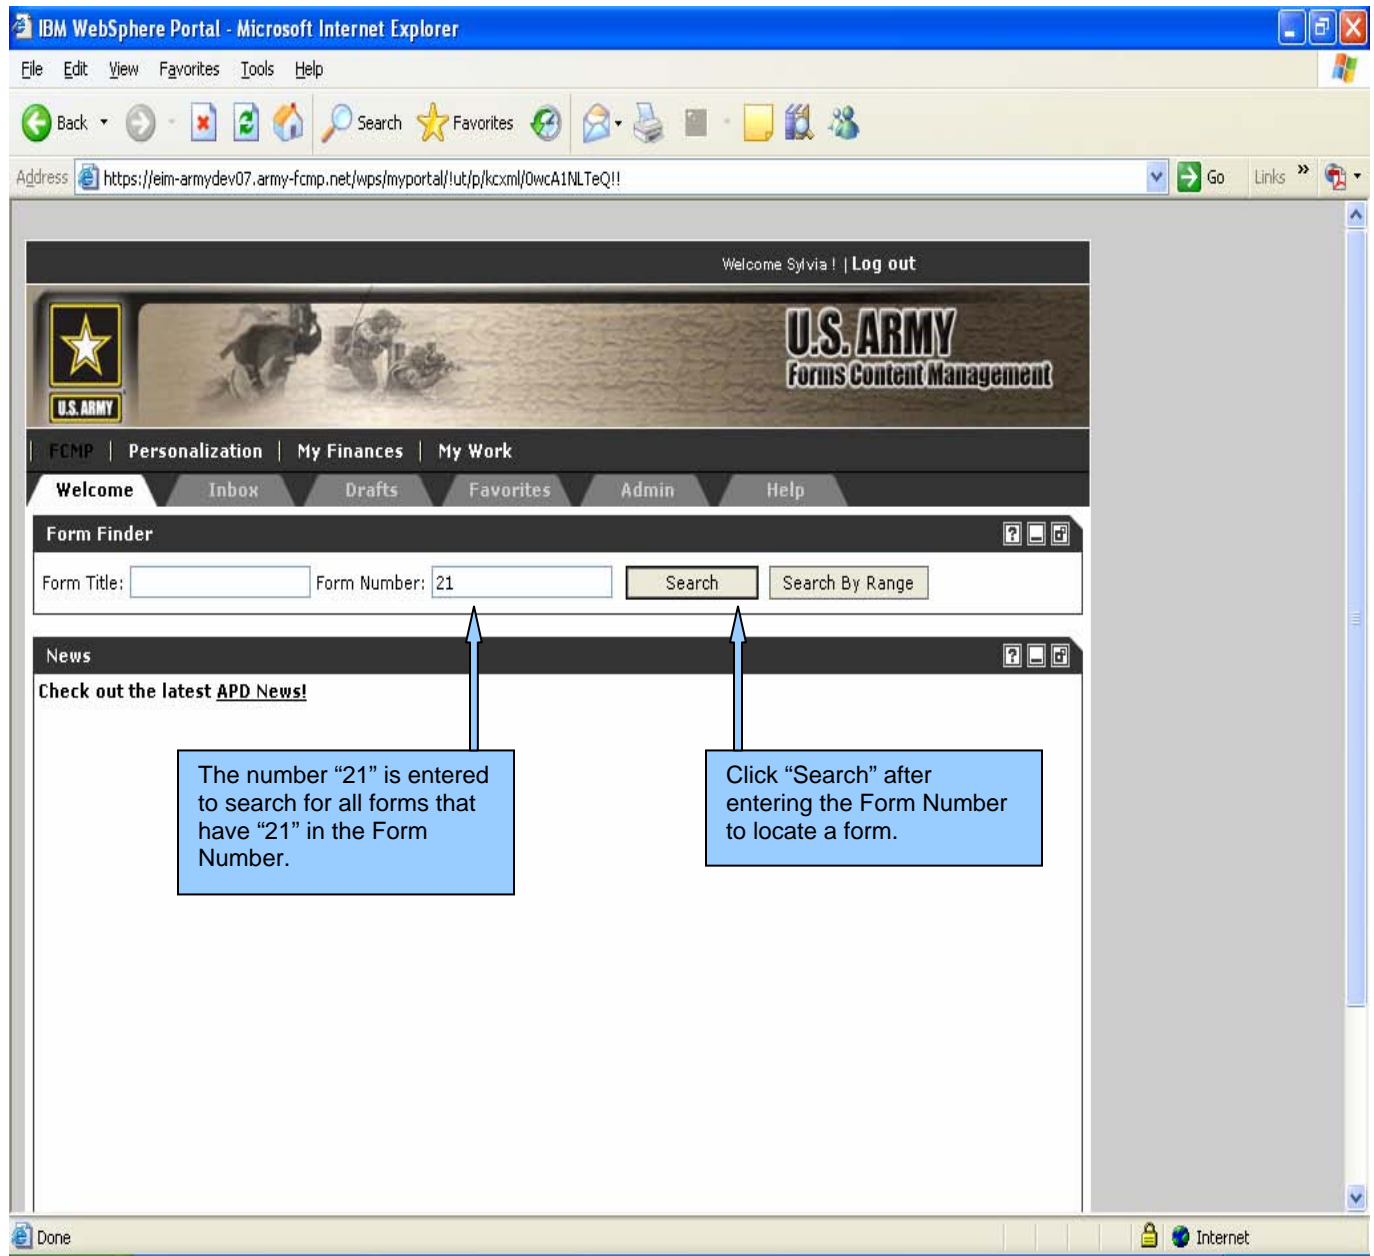 IBM WebSphere Portal - Microsoft Internet Explorer
File Edit View Favorites Tools Help
Back Search Favorites
Address https://eim-armydev07.army-fcmp.net/wps/myportal/!ut/p/kcxml/0wcA1NLTeQ!! Go Links »
Welcome Sylvia ! | Log out
U.S. ARMY
Forms Content Management
U.S. ARMY
| FCMP | Personalization | My Finances | My Work
Welcome Inbox Drafts Favorites Admin Help
Form Finder
Form Title: Form Number: 21 Search Search By Range
News
Check out the latest APD News!
The number “21” is entered
to search for all forms that
have “21” in the Form
Number.
Click “Search” after
entering the Form Number
to locate a form.
Done Internet